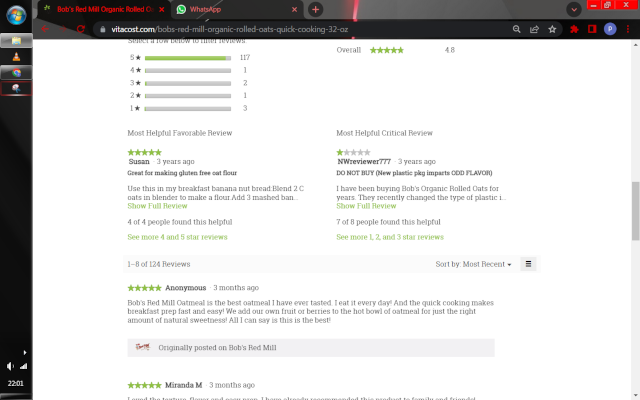 Bob's Red Mill Organic Rolled Oa
WhatsApp
vitacost.com/bobs-red-mill-organic-rolled-oats-quick-cooking-32-oz
Select a row below to filter reviews.
5 ★ 117
Overall 4.8
4 ★ 1
3 ★ 2
2 ★ 1
1 ★ 3
Most Helpful Favorable Review
Susan · 3 years ago
Great for making gluten free oat flour
Use this in my breakfast banana nut bread.Blend 2 C
oats in blender to make a flour.Add 3 mashed ban...
Show Full Review
4 of 4 people found this helpful
See more 4 and 5 star reviews
Most Helpful Critical Review
NWreviewer777 · 3 years ago
DO NOT BUY (New plastic pkg imparts ODD FLAVOR)
I have been buying Bob's Organic Rolled Oats for
years. They recently changed the type of plastic i...
Show Full Review
7 of 8 people found this helpful
See more 1, 2, and 3 star reviews
1–8 of 124 Reviews
Sort by: Most Recent
Anonymous · 3 months ago
Bob's Red Mill Oatmeal is the best oatmeal I have ever tasted. I eat it every day! And the quick cooking makes
breakfast prep fast and easy! We add our own fruit or berries to the hot bowl of oatmeal for just the right
amount of natural sweetness! All I can say is this is the best!
Originally posted on Bob's Red Mill
Miranda M · 3 months ago
22:01